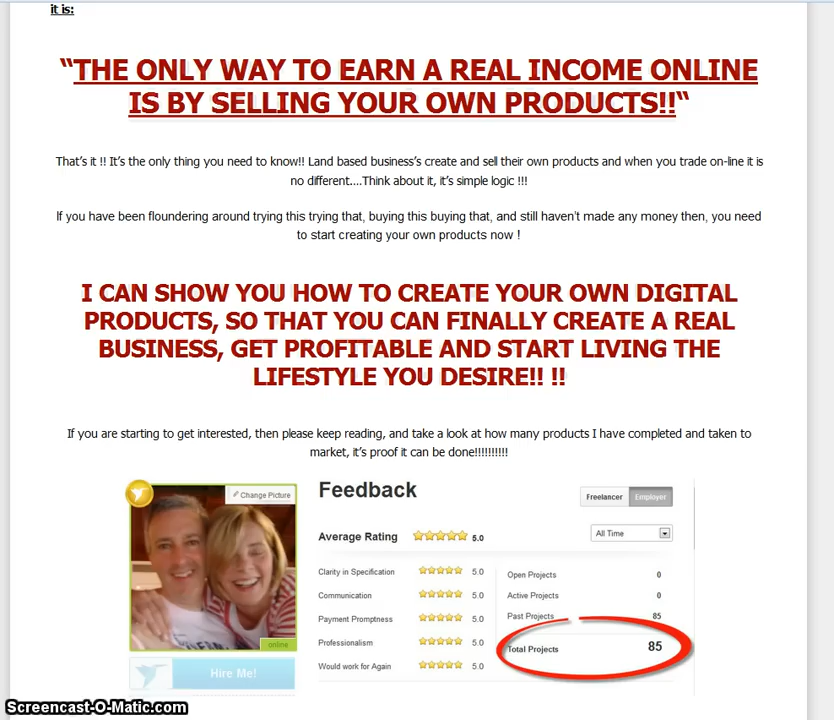 it is:
“THE ONLY WAY TO EARN A REAL INCOME ONLINE
IS BY SELLING YOUR OWN PRODUCTS!!“
That’s it !! It’s the only thing you need to know!! Land based business’s create and sell their own products and when you trade on-line it is
no different….Think about it, it’s simple logic !!!
If you have been floundering around trying this trying that, buying this buying that, and still haven’t made any money then, you need
to start creating your own products now !
I CAN SHOW YOU HOW TO CREATE YOUR OWN DIGITAL
PRODUCTS, SO THAT YOU CAN FINALLY CREATE A REAL
BUSINESS, GET PROFITABLE AND START LIVING THE
LIFESTYLE YOU DESIRE!! !!
If you are starting to get interested, then please keep reading, and take a look at how many products I have completed and taken to
market, it’s proof it can be done!!!!!!!!!!
Change Picture
online
Hire Me!
Feedback
Freelancer Employer
Average Rating 5.0
All Time
Clarity in Specification 5.0
Communication 5.0
Payment Promptness 5.0
Professionalism 5.0
Would work for Again 5.0
Open Projects 0
Active Projects 0
Past Projects 85
Total Projects 85
Screencast-O-Matic.com